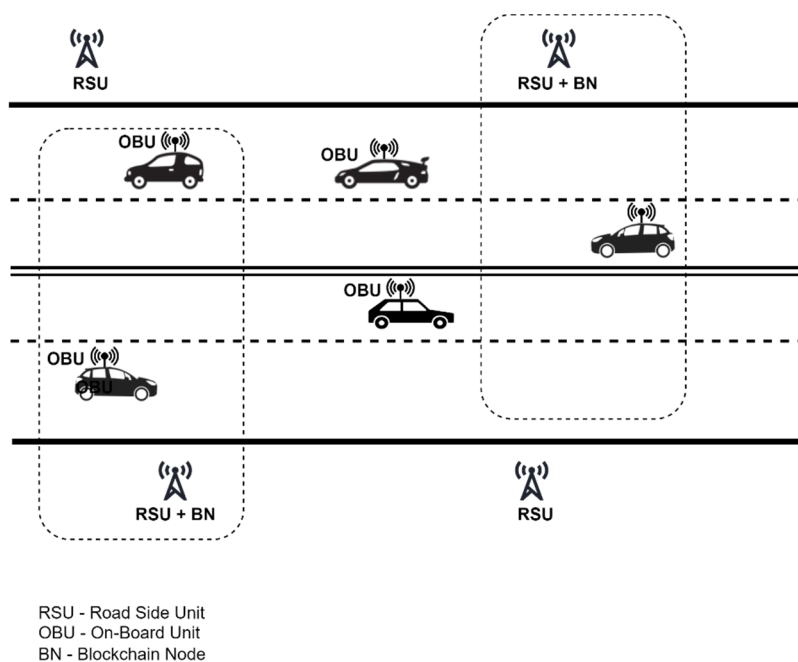 RSU
RSU + BN
OBU
OBU
OBU
OBU
OBU
RSU + BN
RSU
RSU - Road Side Unit
OBU - On-Board Unit
BN - Blockchain Node